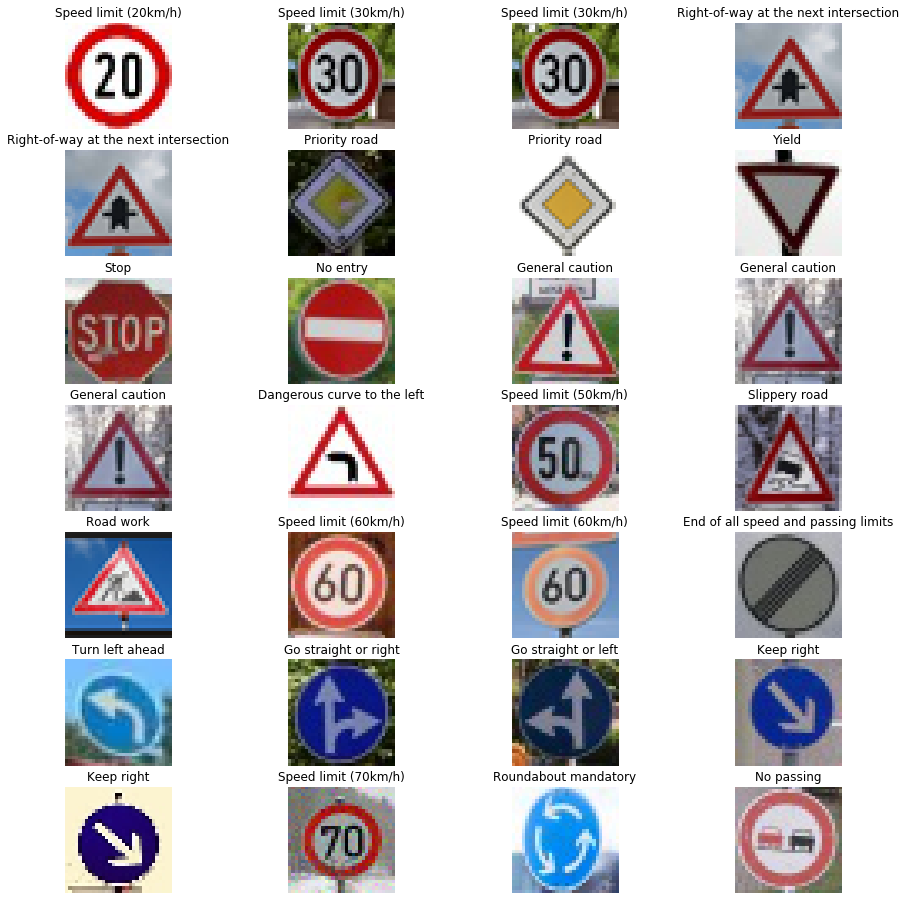 Speed limit (20km/h)
Speed limit (30km/h)
Speed limit (30km/h)
Right-of-way at the next intersection
20
30
30
Right-of-way at the next intersection
Priority road
Priority road
Yield
Stop
No entry
General caution
General caution
STOP
General caution
Dangerous curve to the left
Speed limit (50km/h)
Slippery road
50
Road work
Speed limit (60km/h)
Speed limit (60km/h)
End of all speed and passing limits
60
60
Turn left ahead
Go straight or right
Go straight or left
Keep right
Keep right
Speed limit (70km/h)
Roundabout mandatory
No passing
70